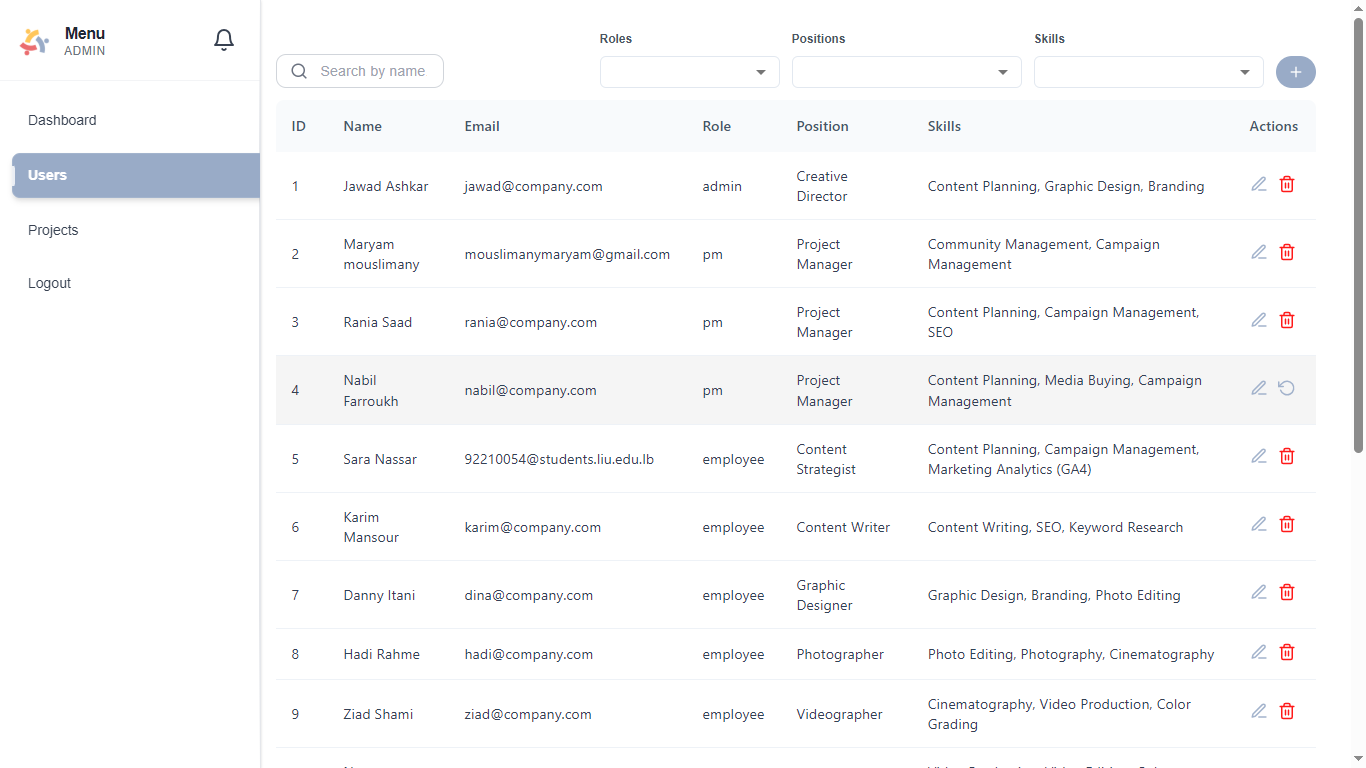 Menu
ADMIN
Dashboard
Users
Projects
Logout
Roles
Positions
Skills
Search by name
ID Name Email Role Position Skills Actions
1 Jawad Ashkar jawad@company.com admin Creative Director Content Planning, Graphic Design, Branding
2 Maryam mouslimany mouslimanymaryam@gmail.com pm Project Manager Community Management, Campaign Management
3 Rania Saad rania@company.com pm Project Manager Content Planning, Campaign Management, SEO
4 Nabil Farroukh nabil@company.com pm Project Manager Content Planning, Media Buying, Campaign Management
5 Sara Nassar 92210054@students.liu.edu.lb employee Content Strategist Content Planning, Campaign Management, Marketing Analytics (GA4)
6 Karim Mansour karim@company.com employee Content Writer Content Writing, SEO, Keyword Research
7 Danny Itani dina@company.com employee Graphic Designer Graphic Design, Branding, Photo Editing
8 Hadi Rahme hadi@company.com employee Photographer Photo Editing, Photography, Cinematography
9 Ziad Shami ziad@company.com employee Videographer Cinematography, Video Production, Color Grading